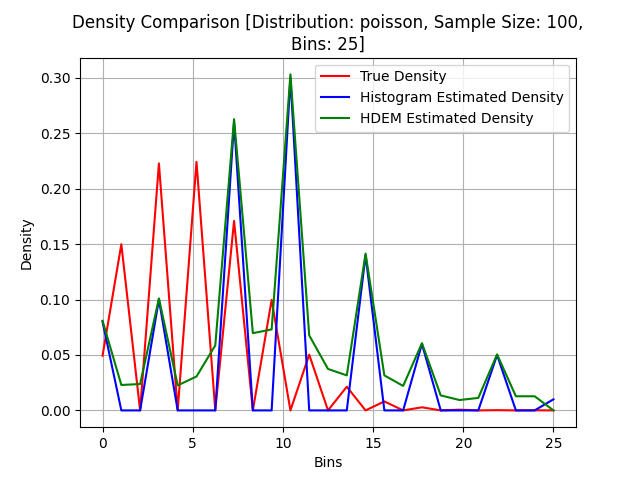 Density Comparison [Distribution: poisson, Sample Size: 100,
Bins: 25]
True Density
Histogram Estimated Density
HDEM Estimated Density
Density
0.30
0.25
0.20
0.15
0.10
0.05
0.00
0 5 10 15 20 25
Bins